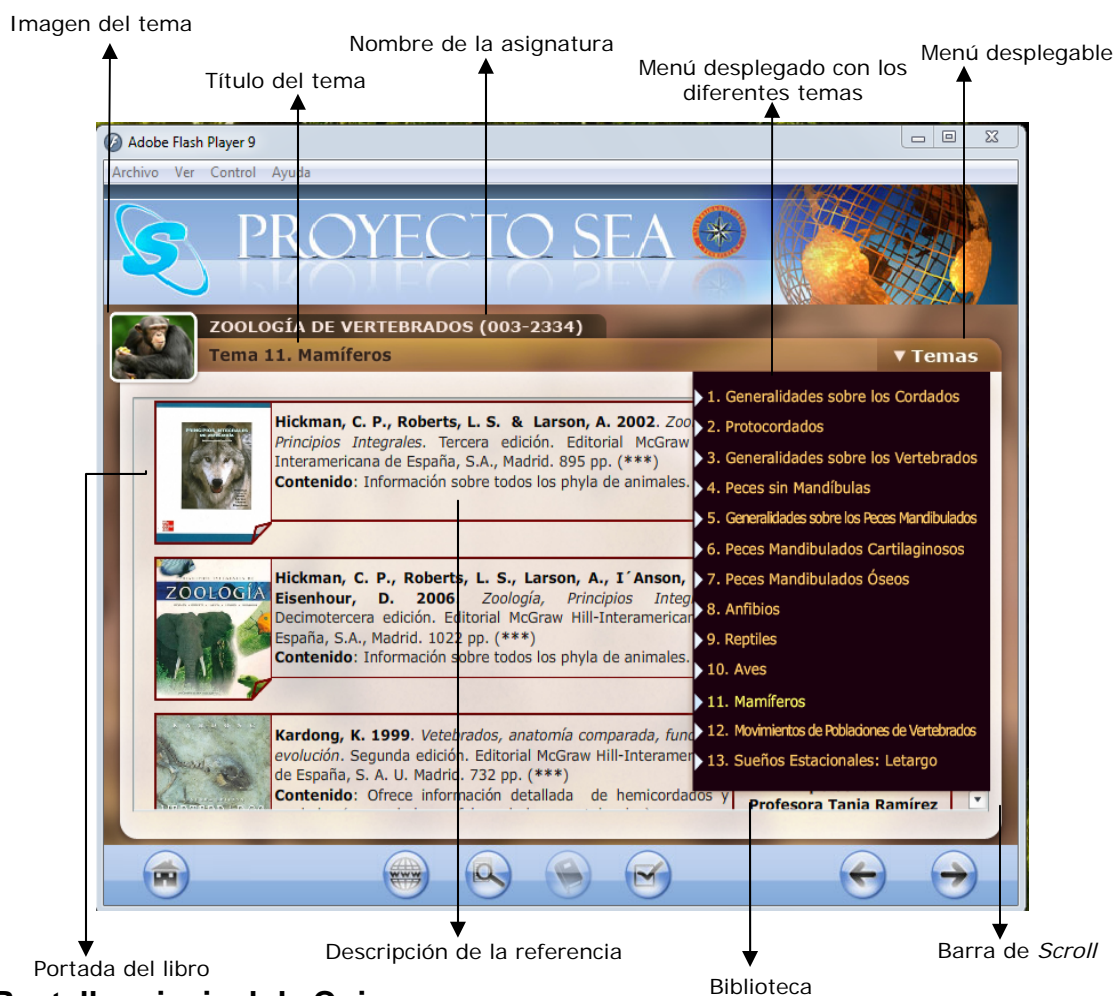 Imagen del tema
Nombre de la asignatura
Menú desplegable
Menú desplegado con los
diferentes temas
Título del tema
Adobe Flash Player 9
Archivo Ver Control Ayuda
S PROYECTO SEA
ZOOLOGÍA DE VERTEBRADOS (003-2334)
Tema 11. Mamíferos
▼Temas
PRINCIPIOS INTEGRALES
DE ZOOLOGÍA
Hickman, C. P., Roberts, L. S. & Larson, A. 2002. Zoo
Principios Integrales. Tercera edición. Editorial McGraw
Interamericana de España, S.A., Madrid. 895 pp. (***)
Contenido: Información sobre todos los phyla de animales.
ZOOLOGÍA
Hickman, C. P., Roberts, L. S., Larson, A., I´Anson,
Eisenhour, D. 2006. Zoología, Principios Integ
Decimotercera edición. Editorial McGraw Hill-Interamerican
España, S.A., Madrid. 1022 pp. (***)
Contenido: Información sobre todos los phyla de animales.
Kardong, K. 1999. Vetebrados, anatomía comparada, func
evolución. Segunda edición. Editorial McGraw Hill-Interamer
de España, S. A. U. Madrid. 732 pp. (***)
Contenido: Ofrece información detallada de hemicordados y
1. Generalidades sobre los Cordados
2. Protocordados
3. Generalidades sobre los Vertebrados
4. Peces sin Mandíbulas
5. Generalidades sobre los Peces Mandibulados
6. Peces Mandibulados Cartilaginosos
7. Peces Mandibulados Óseos
8. Anfibios
9. Reptiles
10. Aves
11. Mamíferos
12. Movimientos de Poblaciones de Vertebrados
13. Sueños Estacionales: Letargo
Profesora Tania Ramírez
www
Portada del libro
Descripción de la referencia
Biblioteca
Barra de Scroll